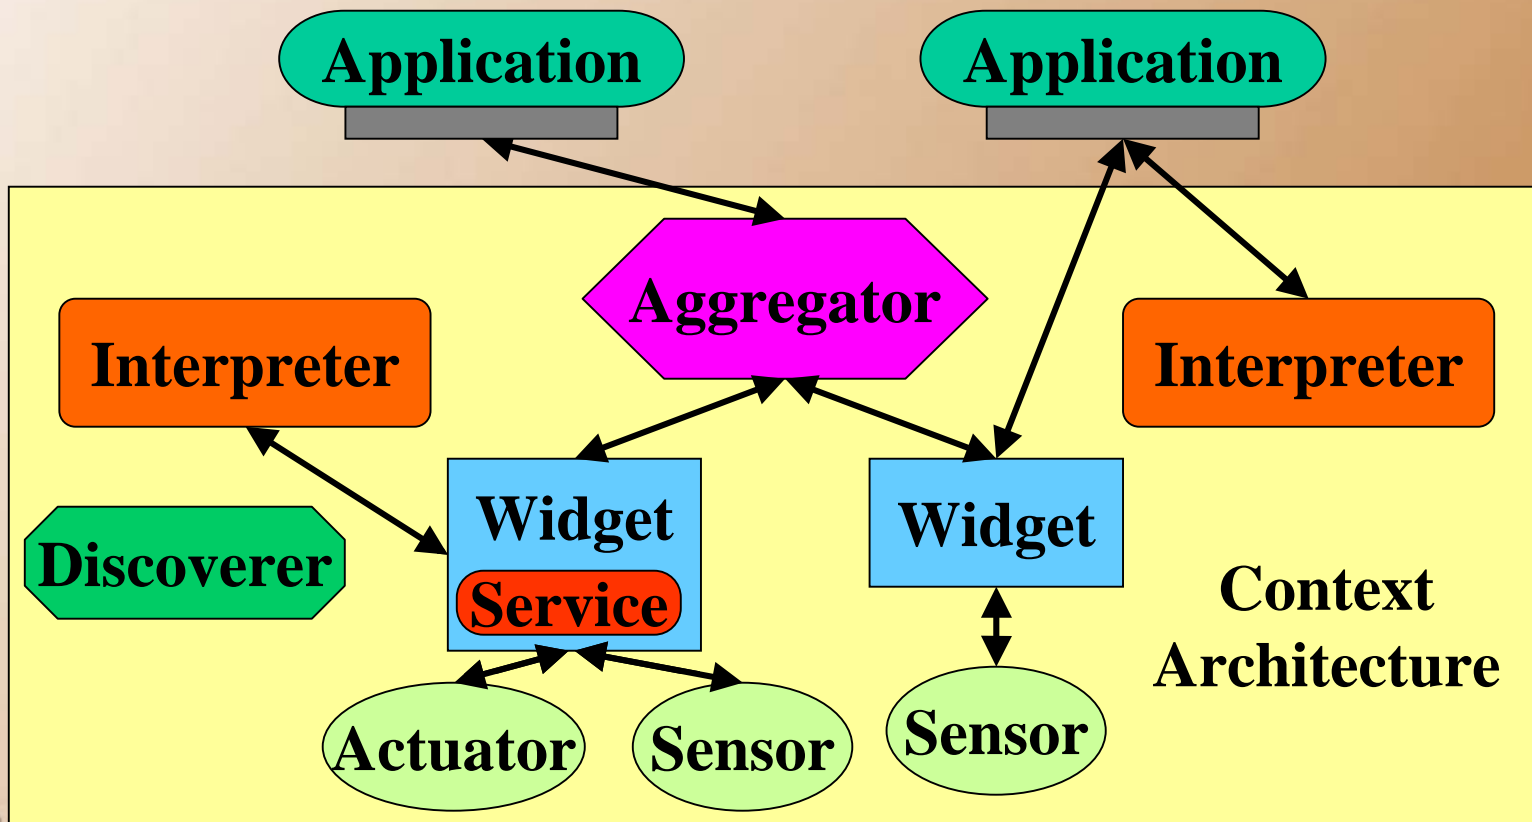 Application
Application
Aggregator
Interpreter
Interpreter
Widget
Widget
Discoverer
Service
Context
Architecture
Actuator
Sensor
Sensor